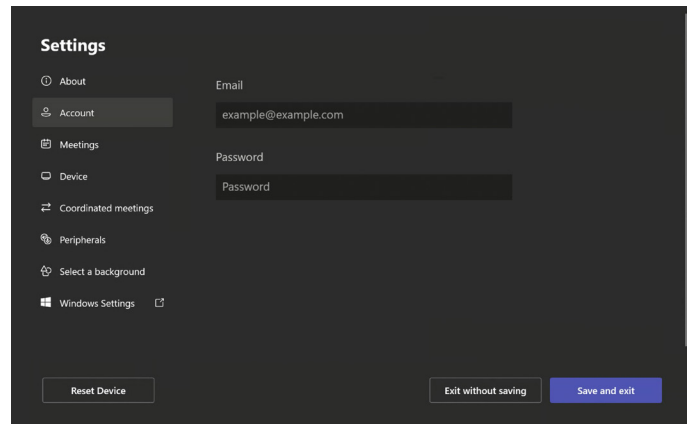 Settings
About
Account
Meetings
Device
Coordinated meetings
Peripherals
Select a background
Windows Settings
Email
example@example.com
Password
Password
Reset Device
Exit without saving
Save and exit